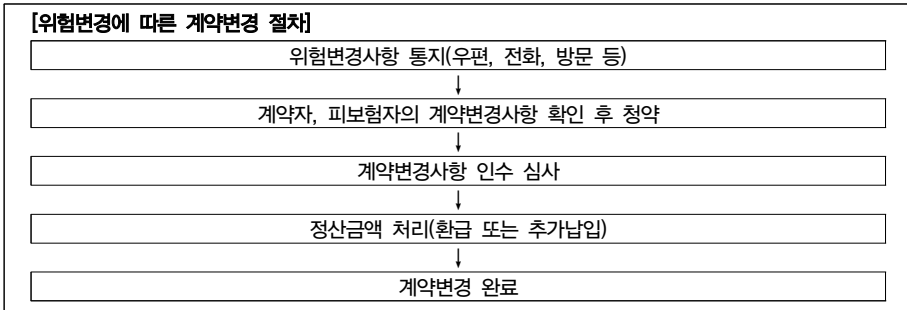 [위험변경에 따른 계약변경 절차]
위험변경사항 통지(우편, 전화, 방문 등)
↓
계약자, 피보험자의 계약변경사항 확인 후 청약
↓
계약변경사항 인수 심사
↓
정산금액 처리(환급 또는 추가납입)
↓
계약변경 완료